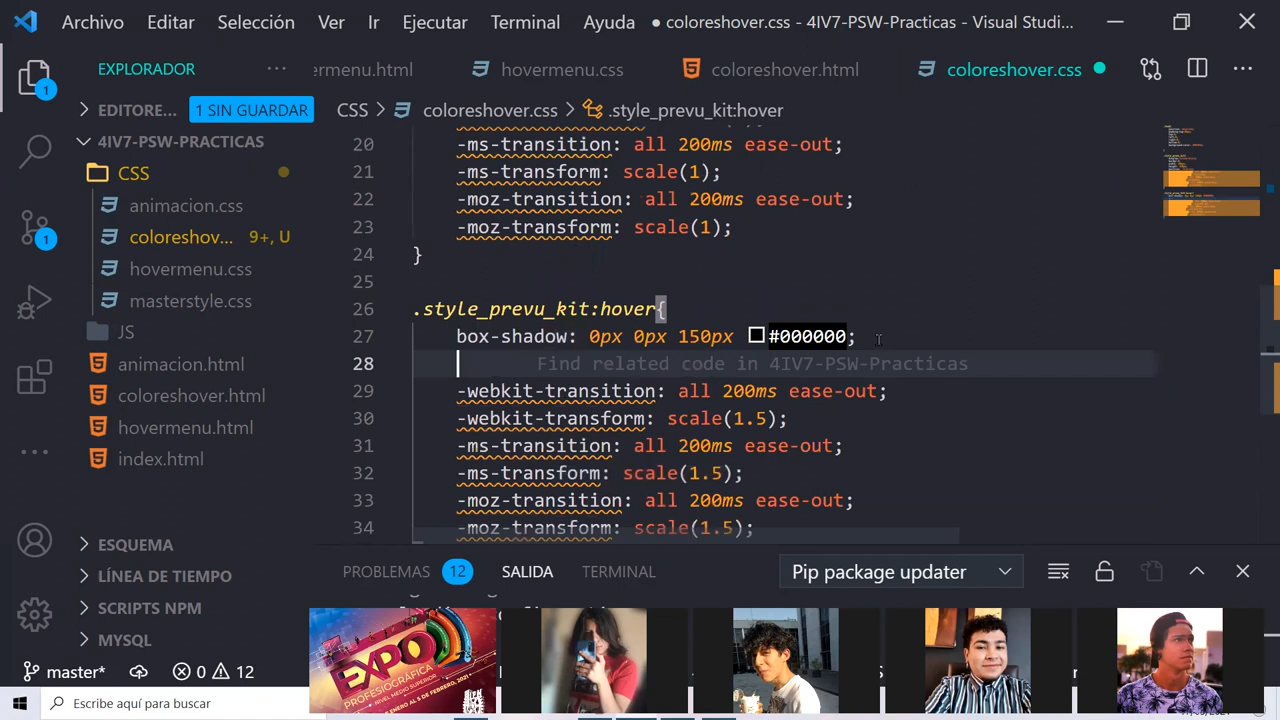 Archivo Editar Selección Ver Ir Ejecutar Terminal Ayuda ● coloreshover.css - 4IV7-PSW-Practicas - Visual Studi...
EXPLORADOR ...
ermenu.html hovermenu.css coloreshover.html coloreshover.css ● ...
EDITORE... 1 SIN GUARDAR
CSS > coloreshover.css > .style_prevu_kit:hover
4IV7-PSW-PRACTICAS
CSS
animacion.css
coloreshov... 9+, U
hovermenu.css
masterstyle.css
JS
animacion.html
coloreshover.html
hovermenu.html
index.html
ESQUEMA
LÍNEA DE TIEMPO
SCRIPTS NPM
MYSQL
1
1
20 -ms-transition: all 200ms ease-out;
21 -ms-transform: scale(1);
22 -moz-transition: all 200ms ease-out;
23 -moz-transform: scale(1);
24 }
25
26 .style_prevu_kit:hover{
27 box-shadow: 0px 0px 150px #000000;
28 Find related code in 4IV7-PSW-Practicas
29 -webkit-transition: all 200ms ease-out;
30 -webkit-transform: scale(1.5);
31 -ms-transition: all 200ms ease-out;
32 -ms-transform: scale(1.5);
33 -moz-transition: all 200ms ease-out;
34 -moz-transform: scale(1.5);
PROBLEMAS 12 SALIDA TERMINAL Pip package updater
EXPO
PROFESIOGRÁFICA
NIVEL MEDIO SUPERIOR
master* 0 12
Escribe aquí para buscar